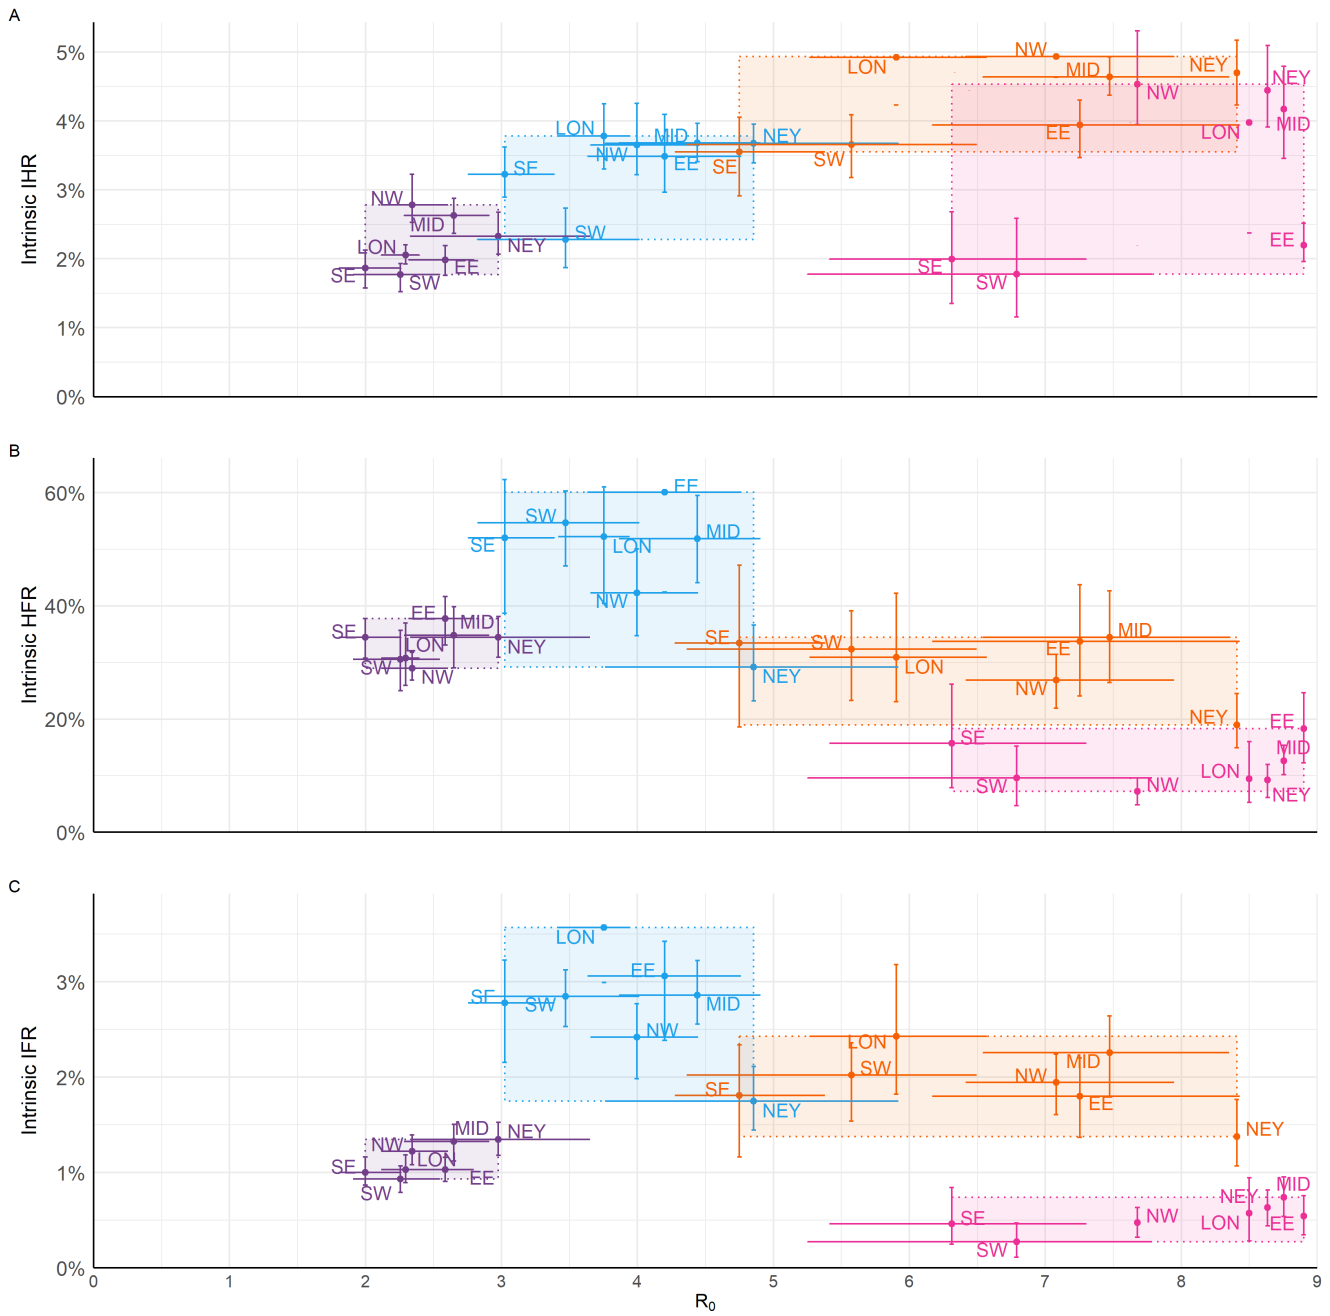 A
Intrinsic IHR
5%
4%
3%
2%
1%
0%
NW
LON
MID
NEY
NEY
NW
LON
MID
NEY
EE
LON
MID
NW
EE
SE
SW
SE
SW
NW
MID
NEY
LON
SE
SW
EE
EE
SE
SW
B
Intrinsic HFR
60%
40%
20%
0%
EE
SW
SE
LON
MID
NW
NEY
EE
SE
MID
LON
NEY
SW
NW
SE
SW
LON
MID
EE
NW
NEY
EE
SE
MID
LON
SW
NW
NEY
C
Intrinsic IFR
3%
2%
1%
0%
LON
EE
SE
SW
MID
NW
NEY
LON
MID
SW
NW
SE
EE
NEY
MID
NEY
NW
LON
SE
EE
SW
MID
NEY
NW
SE
LON
EE
SW
0
1
2
3
4
5
6
7
8
9
R₀